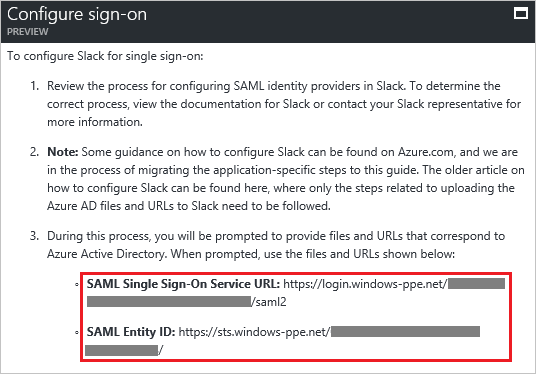 Configure sign-on
PREVIEW
To configure Slack for single sign-on:
1. Review the process for configuring SAML identity providers in Slack. To determine the
correct process, view the documentation for Slack or contact your Slack representative for
more information.
2. Note: Some guidance on how to configure Slack can be found on Azure.com, and we are
in the process of migrating the application-specific steps to this guide. The older article on
how to configure Slack can be found here, where only the steps related to uploading the
Azure AD files and URLs to Slack need to be followed.
3. During this process, you will be prompted to provide files and URLs that correspond to
Azure Active Directory. When prompted, use the files and URLs shown below:
◦ SAML Single Sign-On Service URL: https://login.windows-ppe.net/
/saml2
◦ SAML Entity ID: https://sts.windows-ppe.net/
/